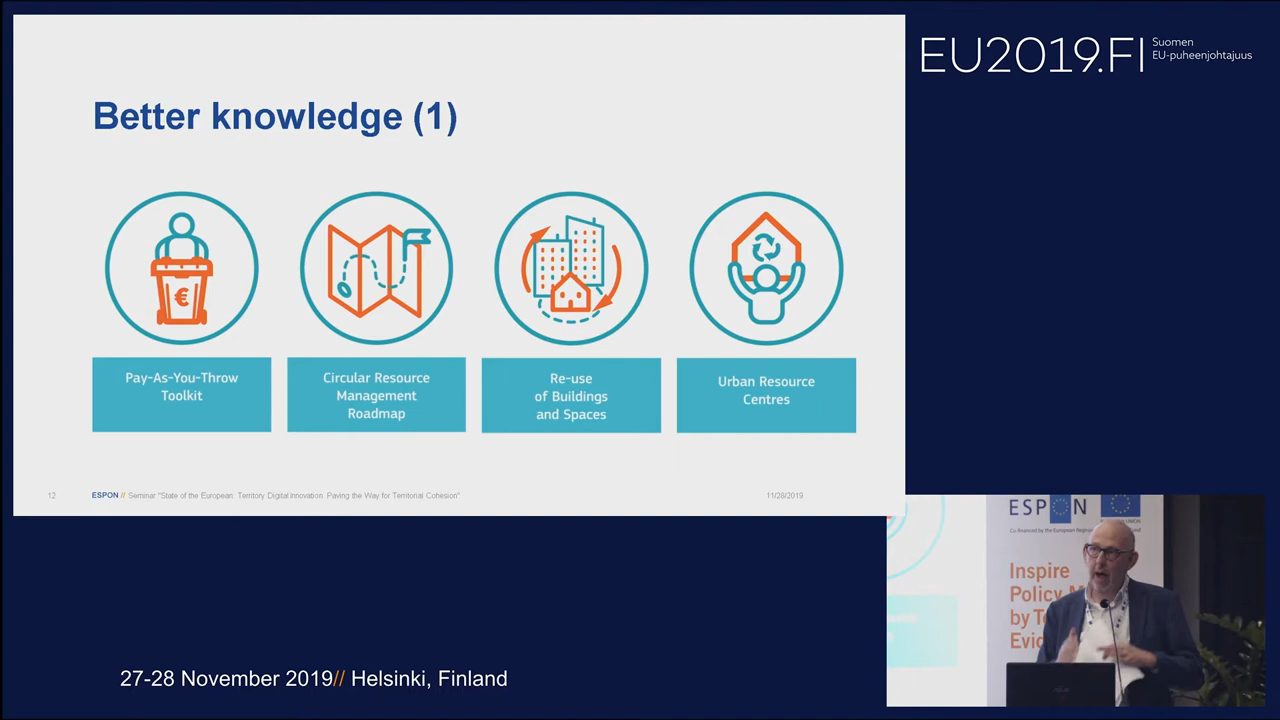 Better knowledge (1)
€
Pay-As-You-Throw
Toolkit
Circular Resource
Management
Roadmap
Re-use
of Buildings
and Spaces
Urban Resource
Centres
12
ESPON // Seminar "State of the European Territory Digital Innovation Paving the Way for Territorial Cohesion"
11/28/2019
EU2019.FI
Suomen
EU-puheenjohtajuus
ESPON
Inspire
Policy
by
27-28 November 2019// Helsinki, Finland